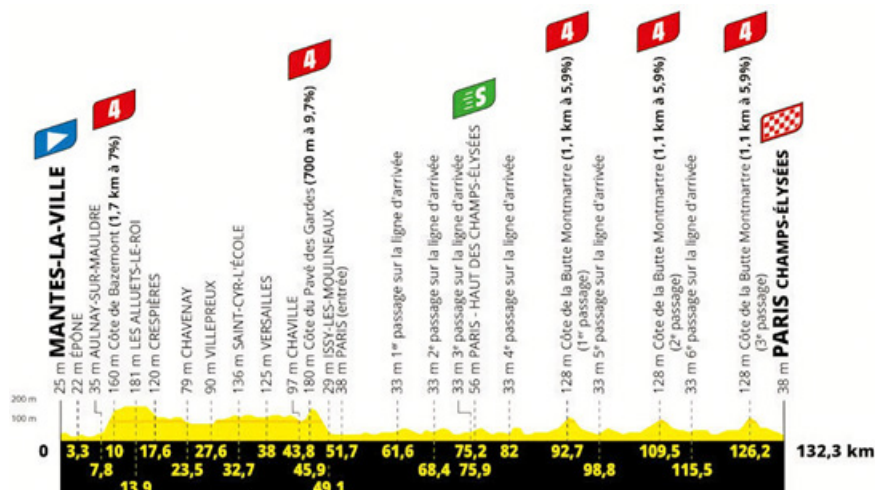 4
4
4
4
4
S
25 m MANTES-LA-VILLE
22 m ÉPÔNE
35 m AULNAY-SUR-MAULDRE
160 m Côte de Bazemont (1,7 km à 7%)
181 m LES ALLUETS-LE-ROI
120 m CRESPIÈRES
79 m CHAVENAY
90 m VILLEPREUX
136 m SAINT-CYR-L'ÉCOLE
125 m VERSAILLES
97 m CHAVILLE
180 m Côte du Pavé des Gardes (700 m à 9,7%)
29 m ISSY-LES-MOULINEAUX
38 m PARIS (entrée)
33 m 1er passage sur la ligne d'arrivée
33 m 2e passage sur la ligne d'arrivée
33 m 3e passage sur la ligne d'arrivée
56 m PARIS - HAUT DES CHAMPS-ÉLYSÉES
33 m 4e passage sur la ligne d'arrivée
128 m Côte de la Butte Montmartre (1,1 km à 5,9%)
(1er passage)
33 m 5e passage sur la ligne d'arrivée
128 m Côte de la Butte Montmartre (1,1 km à 5,9%)
(2e passage)
33 m 6e passage sur la ligne d'arrivée
128 m Côte de la Butte Montmartre (1,1 km à 5,9%)
(3e passage)
38 m PARIS CHAMPS-ÉLYSÉES
200 m
100 m
0 3,3 10 17,6 27,6 38 43,8 51,7 61,6 75,2 82 92,7 109,5 126,2 132,3 km
7,8 23,5 32,7 45,9 68,4 75,9 98,8 115,5
13,9 49,1